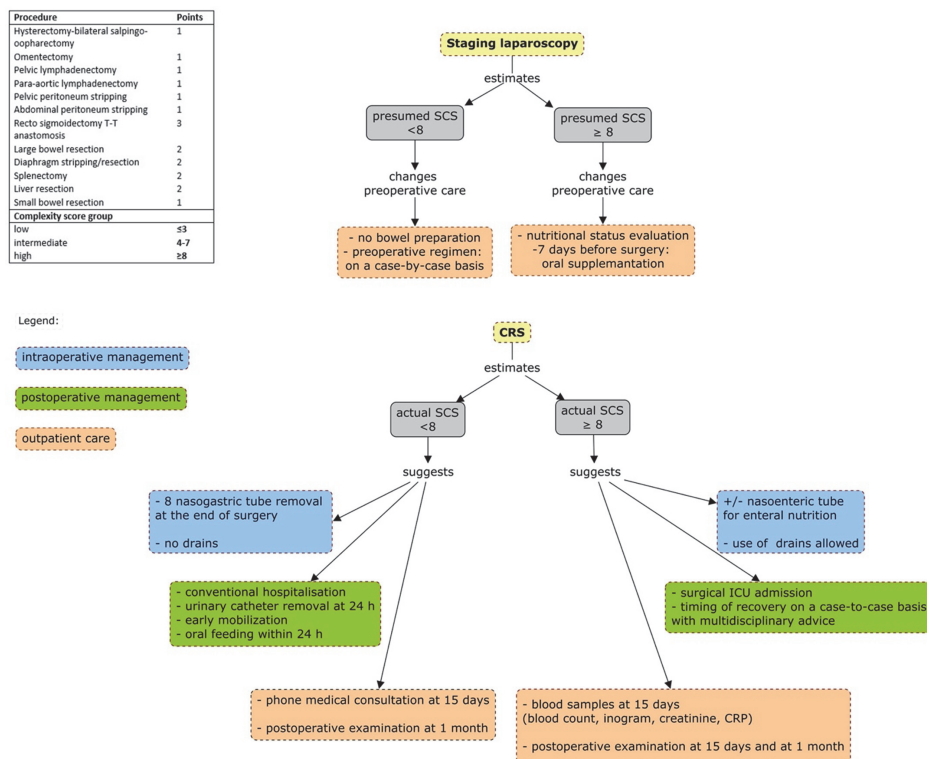 Procedure Points
Hysterectomy-bilateral salpingo- 1
oopharectomy
Omentectomy 1
Pelvic lymphadenectomy 1
Para-aortic lymphadenectomy 1
Pelvic peritoneum stripping 1
Abdominal peritoneum stripping 1
Recto sigmoidectomy T-T 3
anastomosis
Large bowel resection 2
Diaphragm stripping/resection 2
Splenectomy 2
Liver resection 2
Small bowel resection 1
Complexity score group
low ≤3
intermediate 4-7
high ≥8
Staging laparoscopy
estimates
presumed SCS
<8
presumed SCS
≥ 8
changes
preoperative care
changes
preoperative care
- no bowel preparation
- preoperative regimen:
on a case-by-case basis
- nutritional status evaluation
-7 days before surgery:
oral supplemantation
Legend:
intraoperative management
postoperative management
outpatient care
CRS
estimates
actual SCS
<8
actual SCS
≥ 8
suggests
suggests
- 8 nasogastric tube removal
at the end of surgery
- no drains
+/- nasoenteric tube
for enteral nutrition
- use of drains allowed
- conventional hospitalisation
- urinary catheter removal at 24 h
- early mobilization
- oral feeding within 24 h
- surgical ICU admission
- timing of recovery on a case-to-case basis
with multidisciplinary advice
- phone medical consultation at 15 days
- postoperative examination at 1 month
- blood samples at 15 days
(blood count, inogram, creatinine, CRP)
- postoperative examination at 15 days and at 1 month